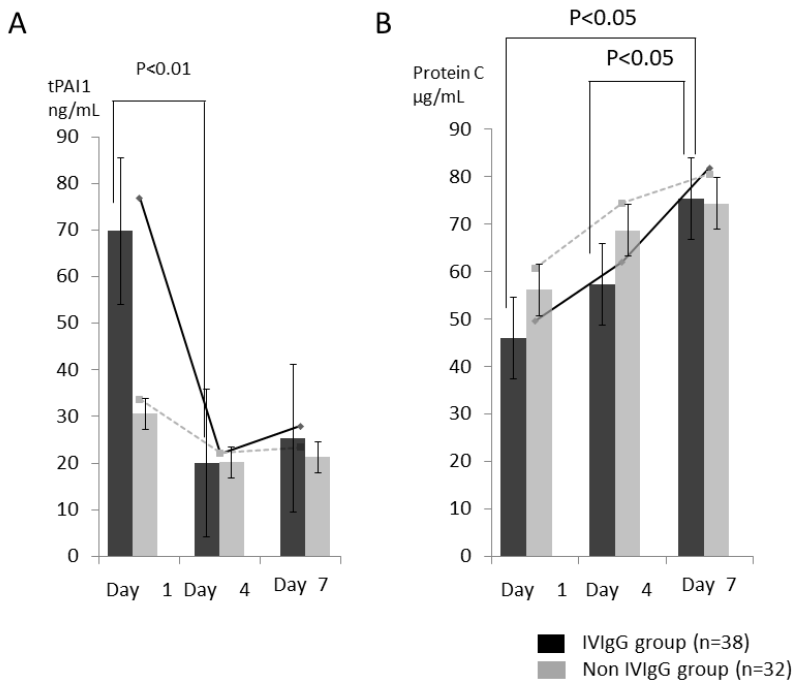 A
B
P<0.01
P<0.05
P<0.05
tPAI1
ng/mL
Protein C
μg/mL
90
80
70
60
50
40
30
20
10
0
Day 1
Day 4
Day 7
90
80
70
60
50
40
30
20
10
0
Day 1
Day 4
Day 7
IVIgG group (n=38)
Non IVIgG group (n=32)